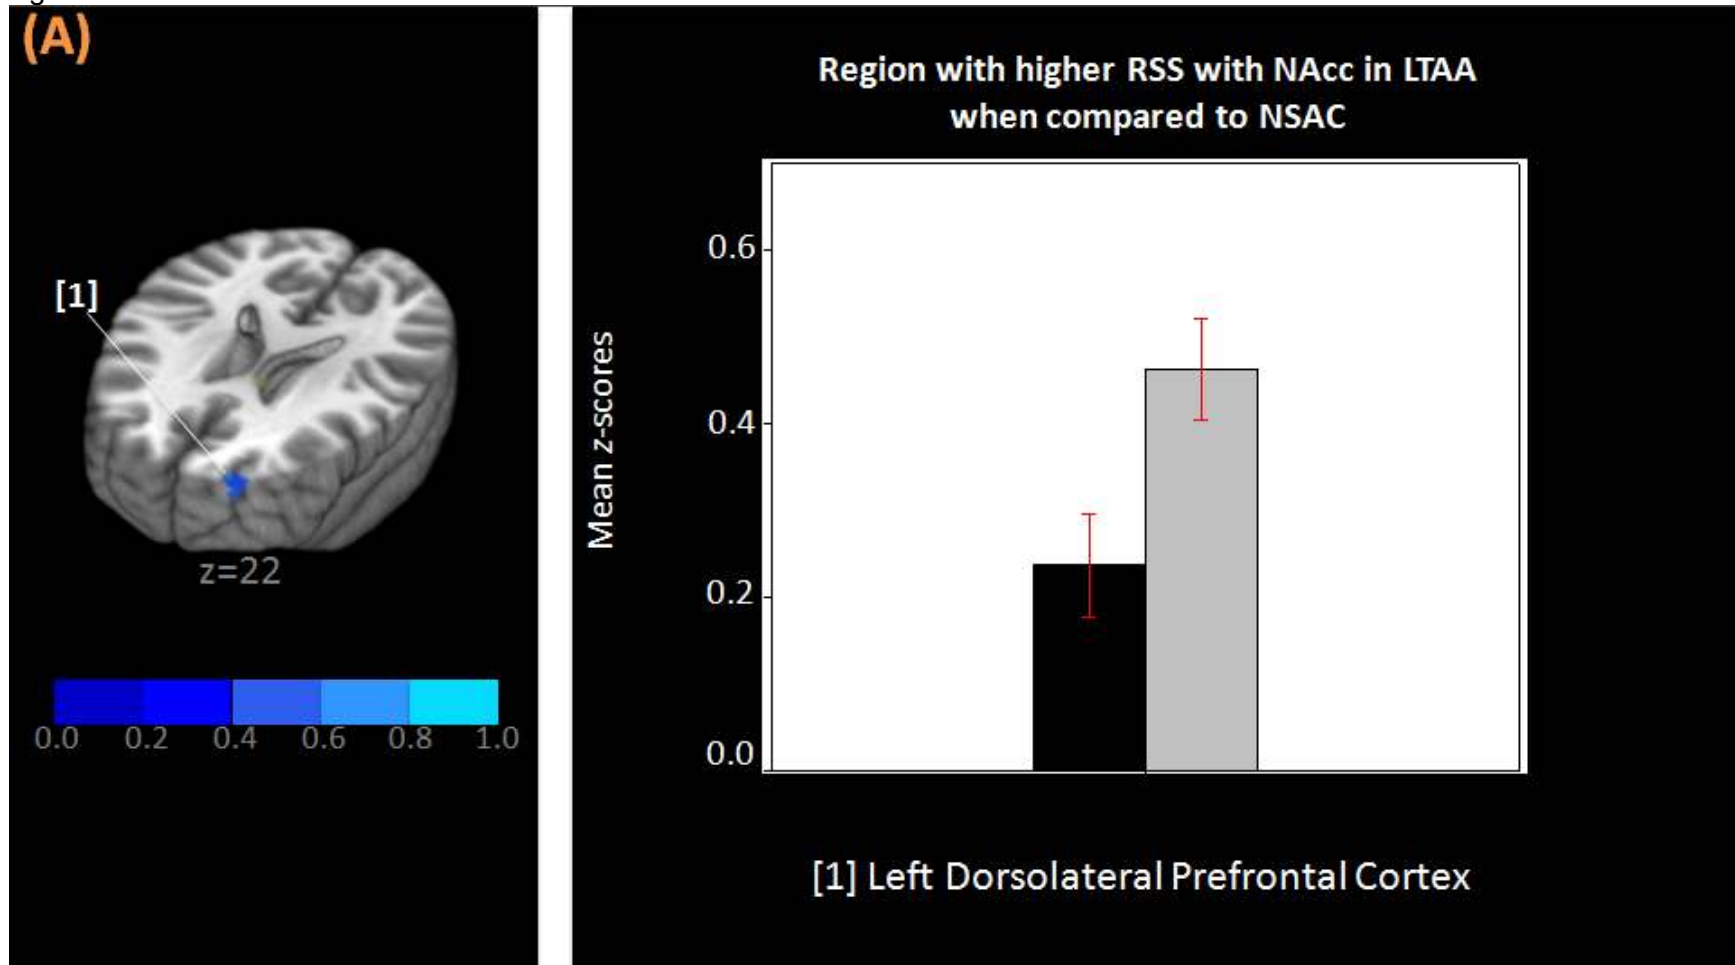 (A)
[1]
z=22
0.0 0.2 0.4 0.6 0.8 1.0
Region with higher RSS with NAcc in LTAA
when compared to NSAC
Mean z-scores
0.6
0.4
0.2
0.0
[1] Left Dorsolateral Prefrontal Cortex